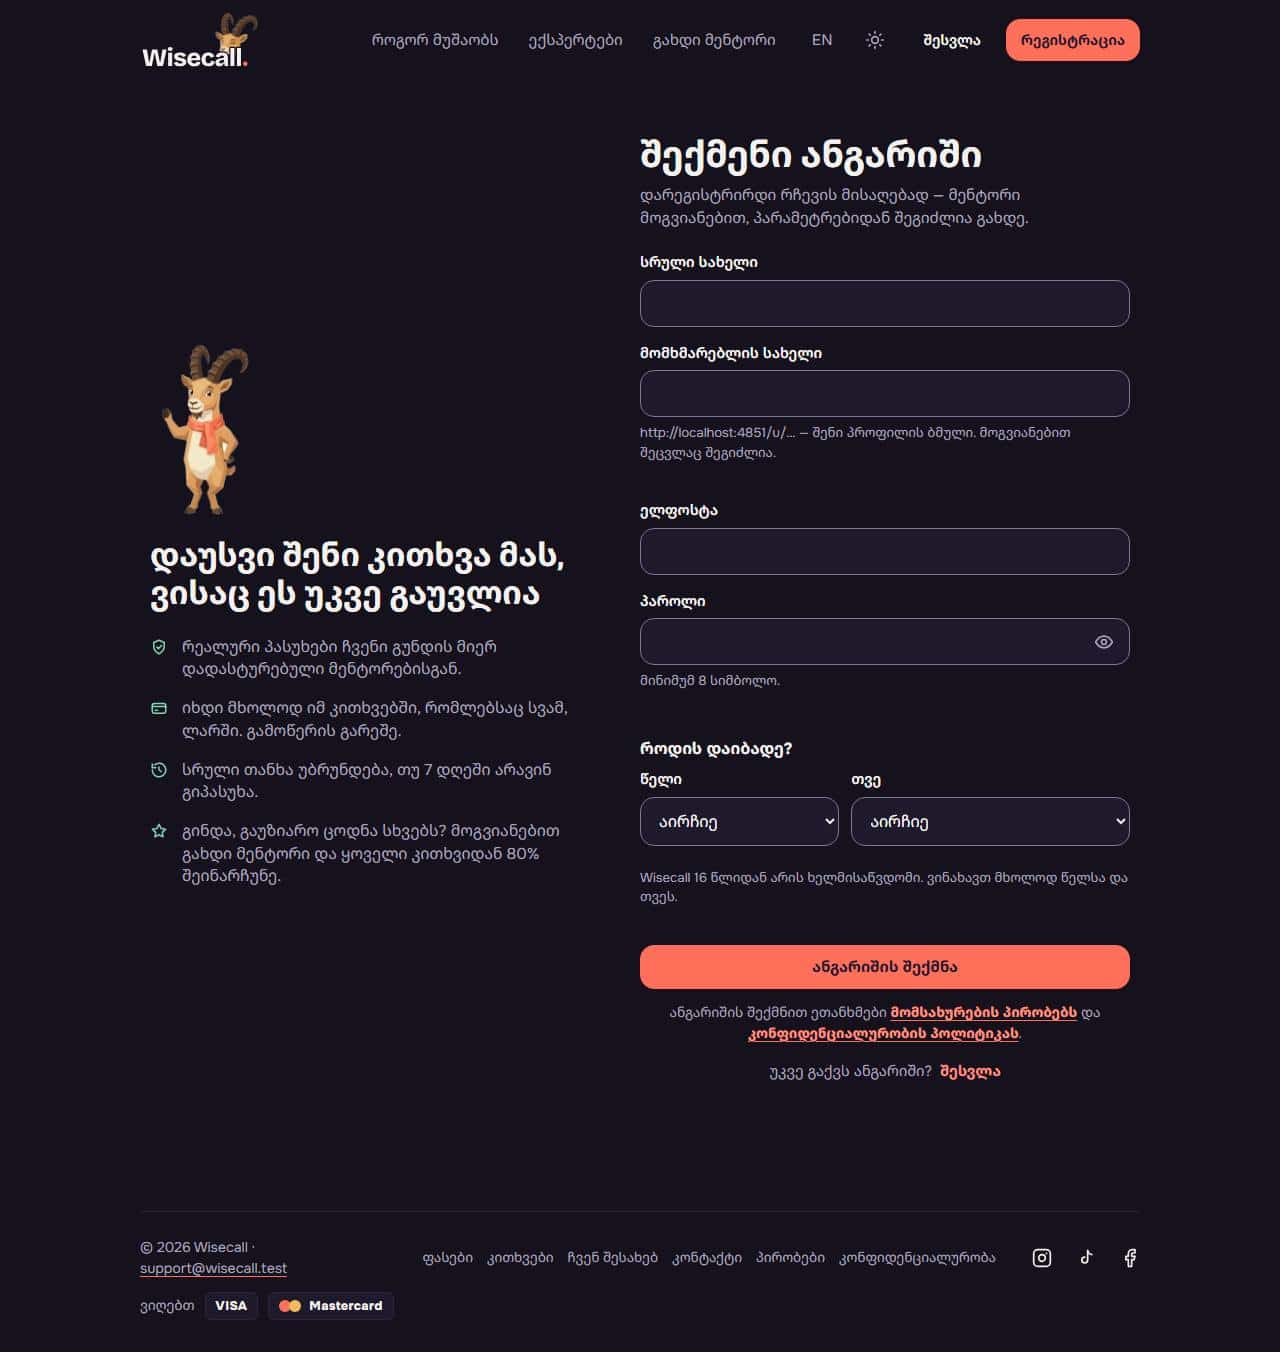 Wisecall.
როგორ მუშაობს
ექსპერტები
გახდი მენტორი
EN
შესვლა
რეგისტრაცია
შექმენი ანგარიში
დარეგისტრირდი რჩევის მისაღებად — მენტორი
მოგვიანებით, პარამეტრებიდან შეგიძლია გახდე.
სრული სახელი
მომხმარებლის სახელი
http://localhost:4851/u/... — შენი პროფილის ბმული. მოგვიანებით
შეცვლაც შეგიძლია.
ელფოსტა
პაროლი
მინიმუმ 8 სიმბოლო.
როდის დაიბადე?
წელი
თვე
აირჩიე
აირჩიე
Wisecall 16 წლიდან არის ხელმისაწვდომი. ვინახავთ მხოლოდ წელსა და
თვეს.
ანგარიშის შექმნა
ანგარიშის შექმნით ეთანხმები მომსახურების პირობებს და
კონფიდენციალურობის პოლიტიკას.
უკვე გაქვს ანგარიში? შესვლა
დაუსვი შენი კითხვა მას,
ვისაც ეს უკვე გაუვლია
რეალური პასუხები ჩვენი გუნდის მიერ
დადასტურებული მენტორებისგან.
იხდი მხოლოდ იმ კითხვებში, რომლებსაც სვამ,
ლარში. გამოწერის გარეშე.
სრული თანხა უბრუნდება, თუ 7 დღეში არავინ
გიპასუხა.
გინდა, გაუზიარო ცოდნა სხვებს? მოგვიანებით
გახდი მენტორი და ყოველი კითხვიდან 80%
შეინარჩუნე.
© 2026 Wisecall ·
support@wisecall.test
ფასები
კითხვები
ჩვენ შესახებ
კონტაქტი
პირობები
კონფიდენციალურობა
ვიღებთ
VISA
Mastercard